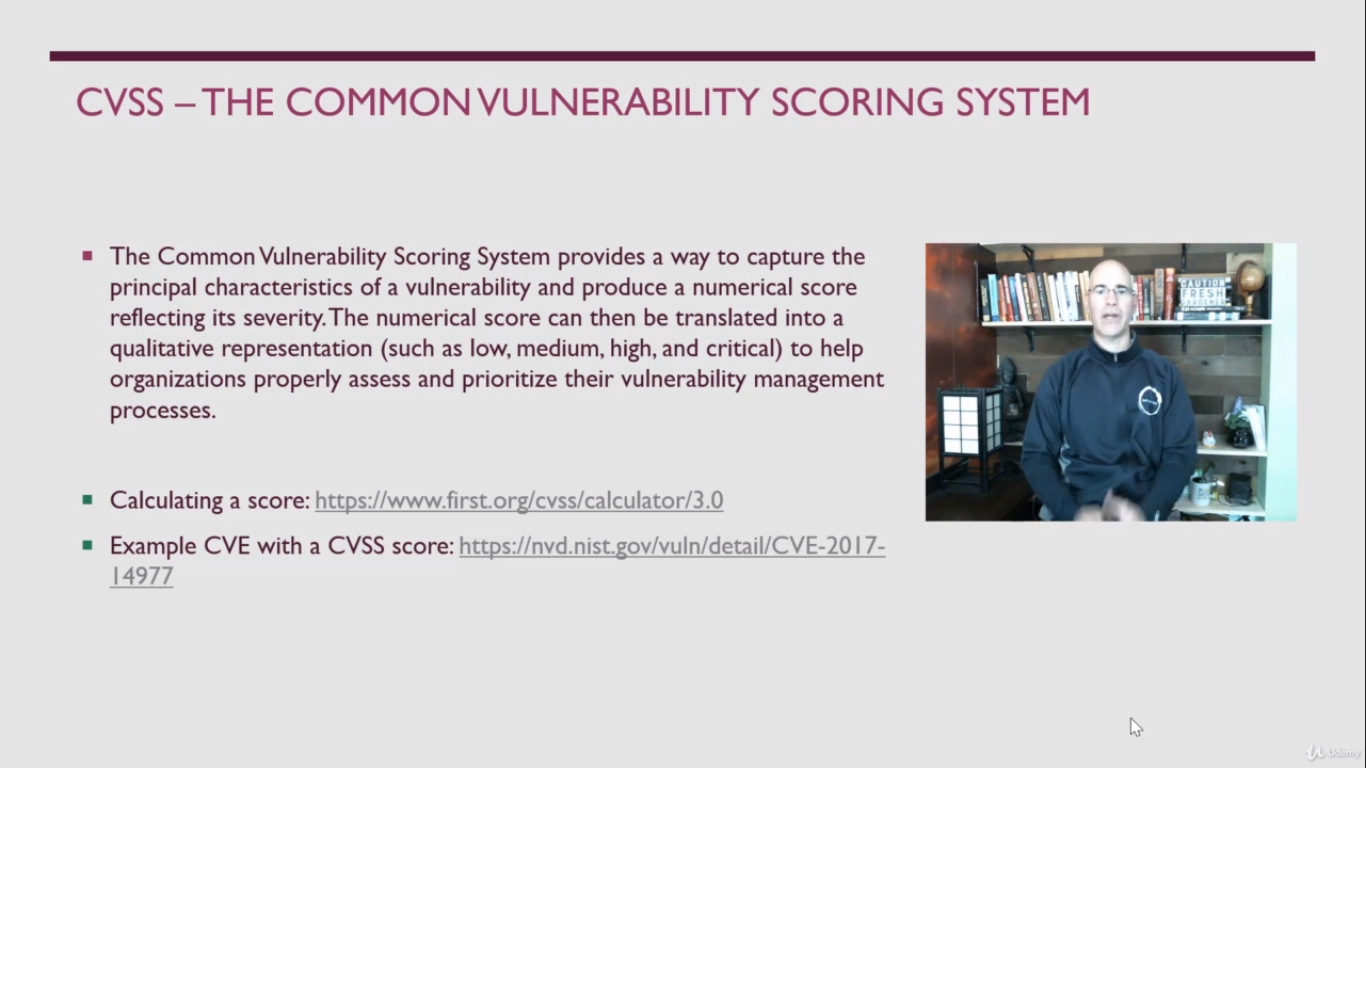 CVSS – THE COMMON VULNERABILITY SCORING SYSTEM
The Common Vulnerability Scoring System provides a way to capture the
principal characteristics of a vulnerability and produce a numerical score
reflecting its severity. The numerical score can then be translated into a
qualitative representation (such as low, medium, high, and critical) to help
organizations properly assess and prioritize their vulnerability management
processes.
CAUTION
FRESH
GARDENER
Calculating a score: https://www.first.org/cvss/calculator/3.0
Example CVE with a CVSS score: https://nvd.nist.gov/vuln/detail/CVE-2017-
14977
Udemy